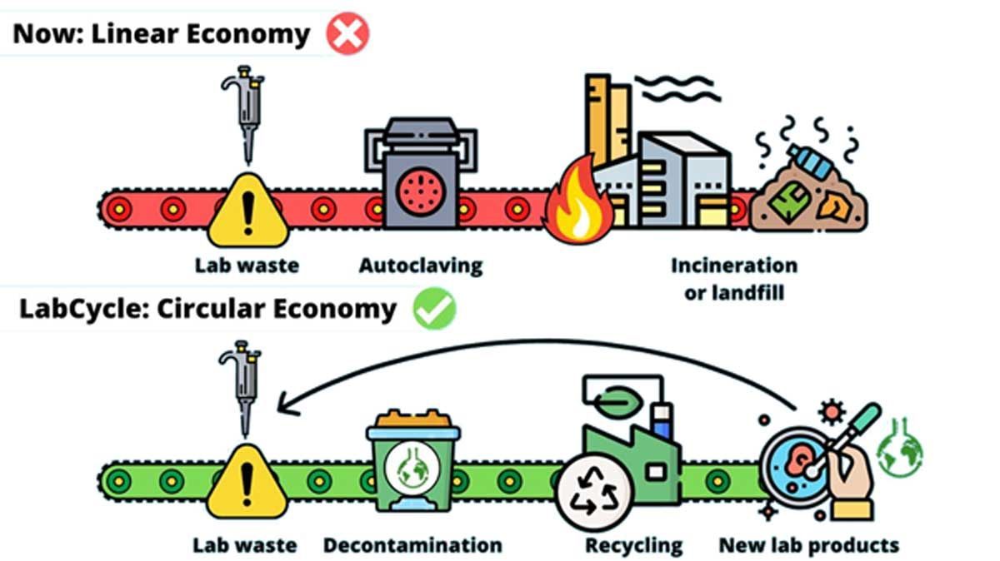 Now: Linear Economy
Lab waste
Autoclaving
Incineration
or landfill
LabCycle: Circular Economy
Lab waste
Decontamination
Recycling
New lab products